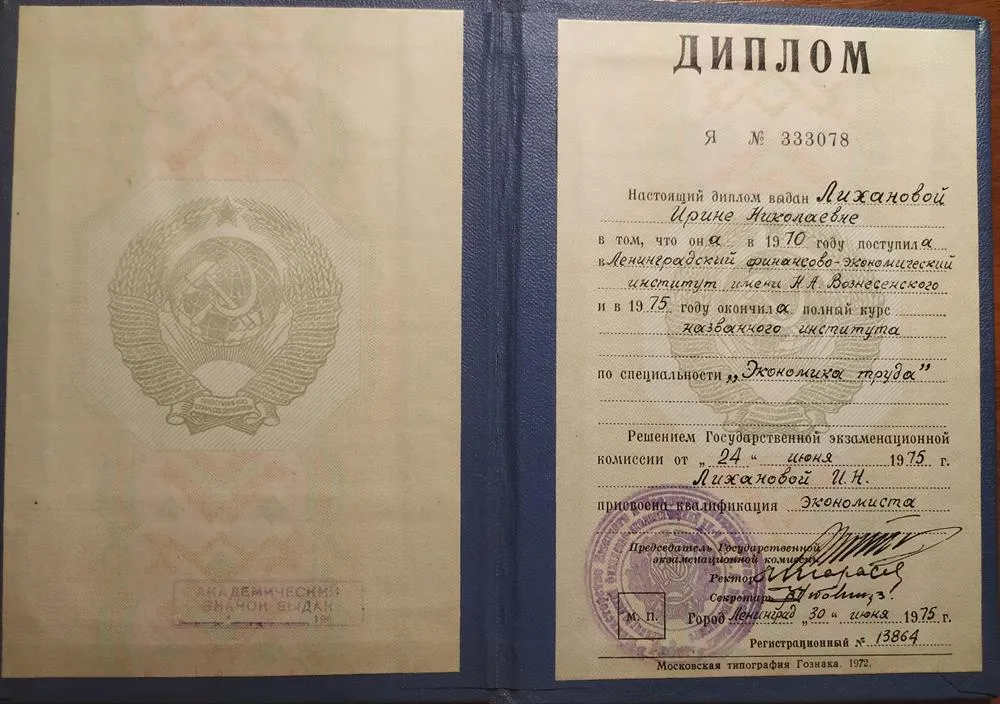 АКАДЕМИЧЕСКИЙ
ЗНАЧОК ВЫДАН
198
ДИПЛОМ
Я № 333078
Настоящий диплом выдан Лихановой
Ирине Николаевне
в том, что она в 1970 году поступила
в Ленинградский финансово-экономический
институт имени Н.А. Вознесенского
и в 1975 году окончила полный курс
названного института
по специальности „Экономика труда”
Решением Государственной экзаменационной
комиссии от „24“ июня 1975 г.
Лихановой И.Н.
присвоена квалификация Экономиста
Председатель Государственной
экзаменационной комиссии
Ректор
Секретарь
М. П. Город Ленинград „30“ июня 1975 г.
Регистрационный № 13864
Московская типография Гознака. 1972.